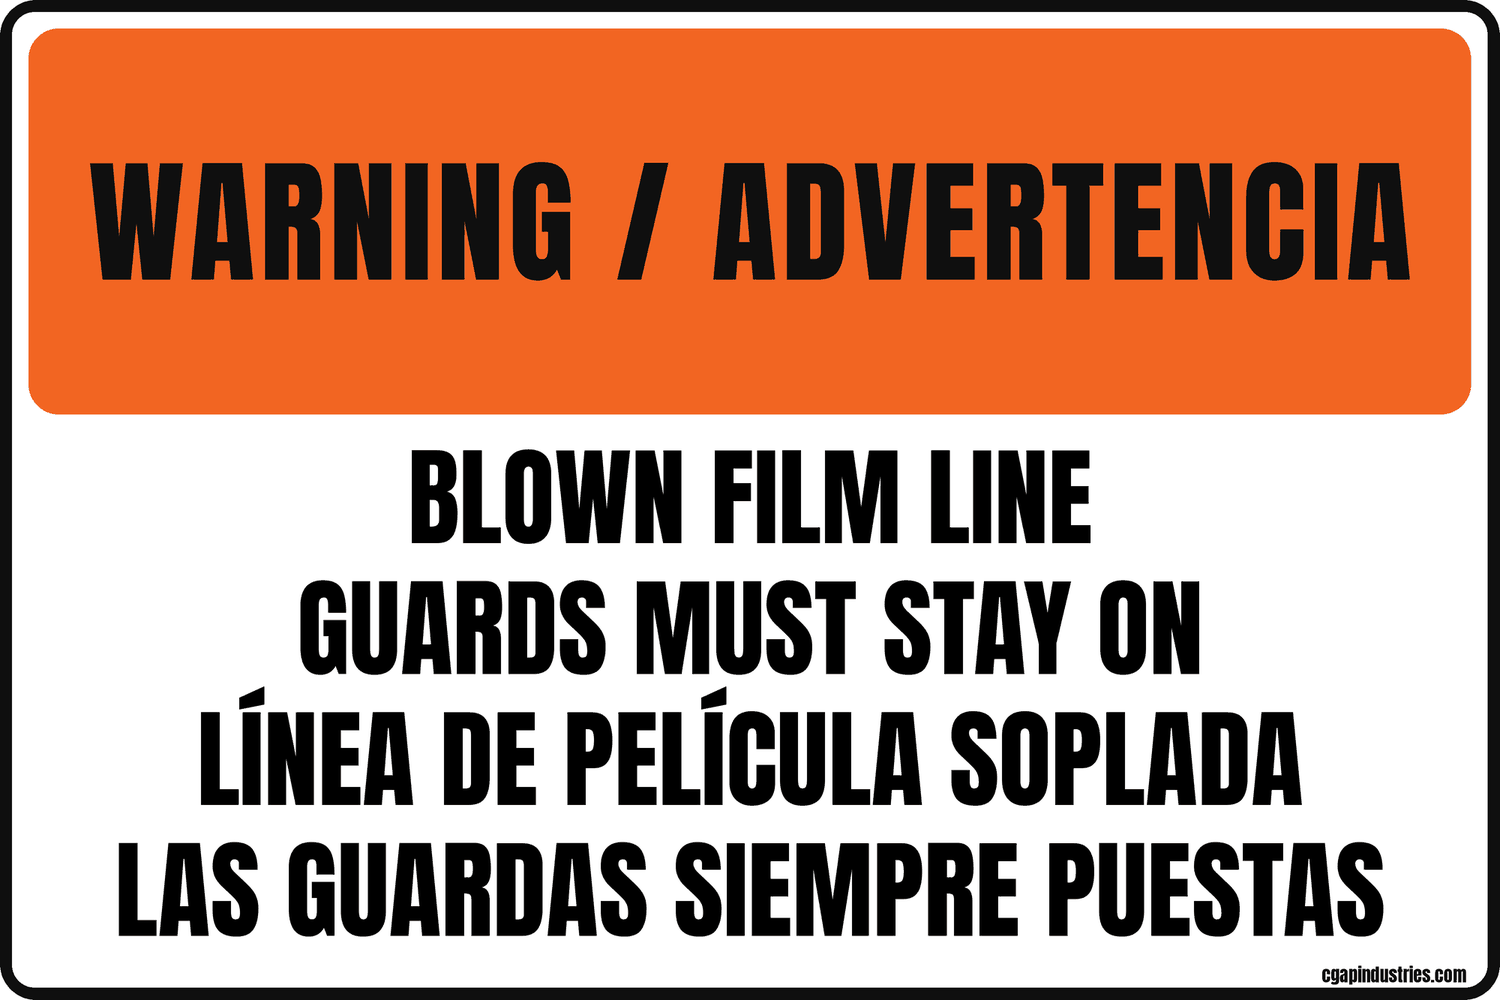 WARNING / ADVERTENCIA
BLOWN FILM LINE
GUARDS MUST STAY ON
LÍNEA DE PELÍCULA SOPLADA
LAS GUARDAS SIEMPRE PUESTAS
cgapindustries.com